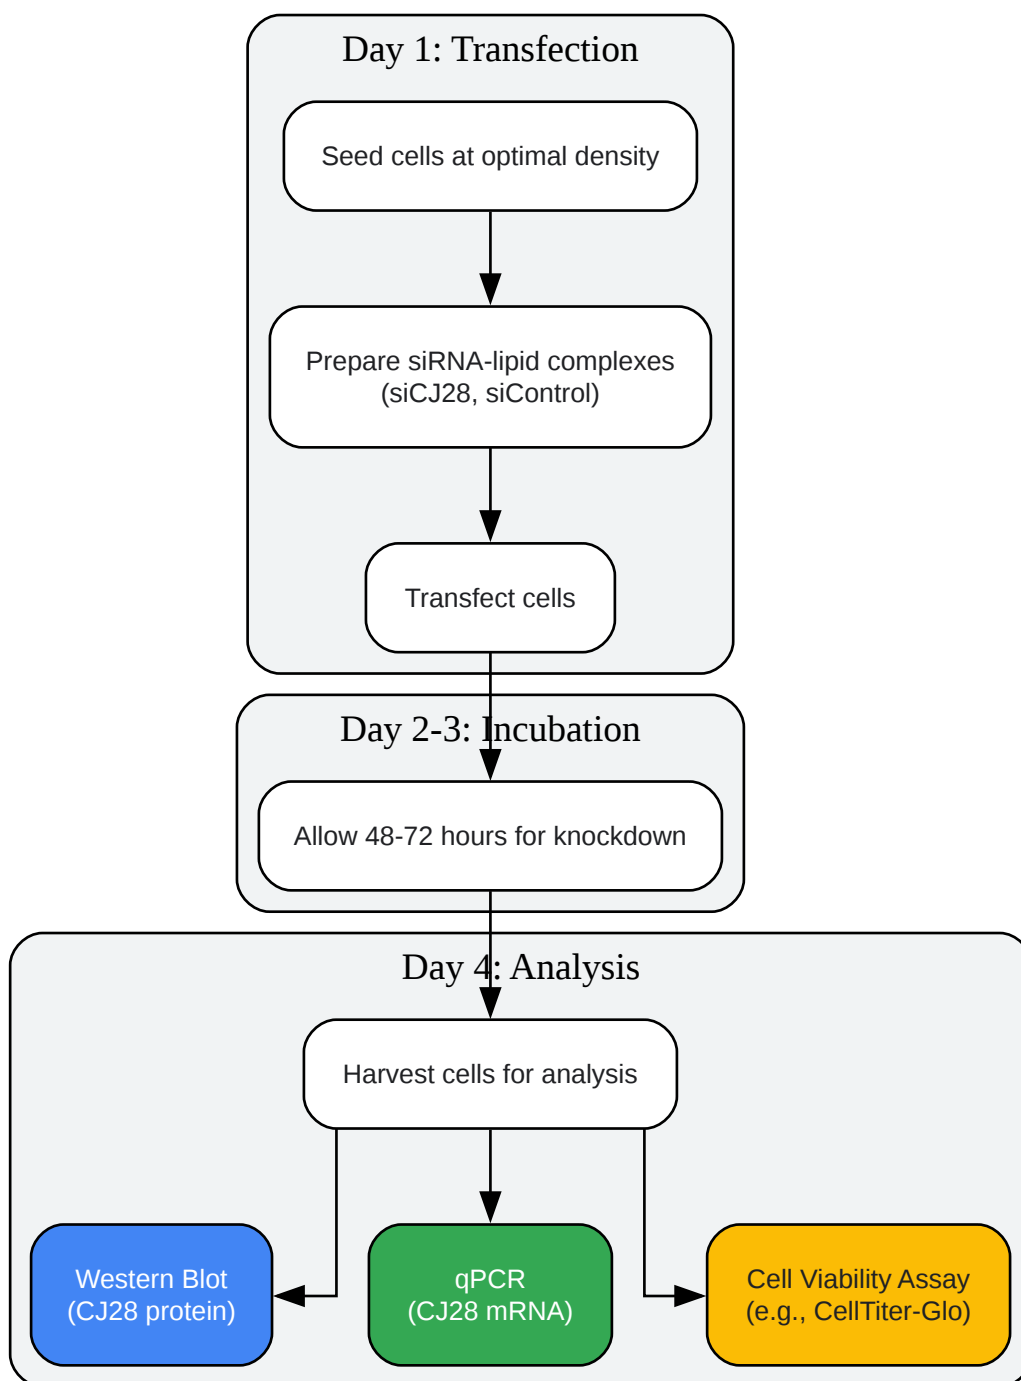 Day 1: Transfection
Seed cells at optimal density
Prepare siRNA-lipid complexes
(siCJ28, siControl)
Transfect cells
Day 2-3: Incubation
Allow 48-72 hours for knockdown
Day 4: Analysis
Harvest cells for analysis
Western Blot
(CJ28 protein)
qPCR
(CJ28 mRNA)
Cell Viability Assay
(e.g., CellTiter-Glo)